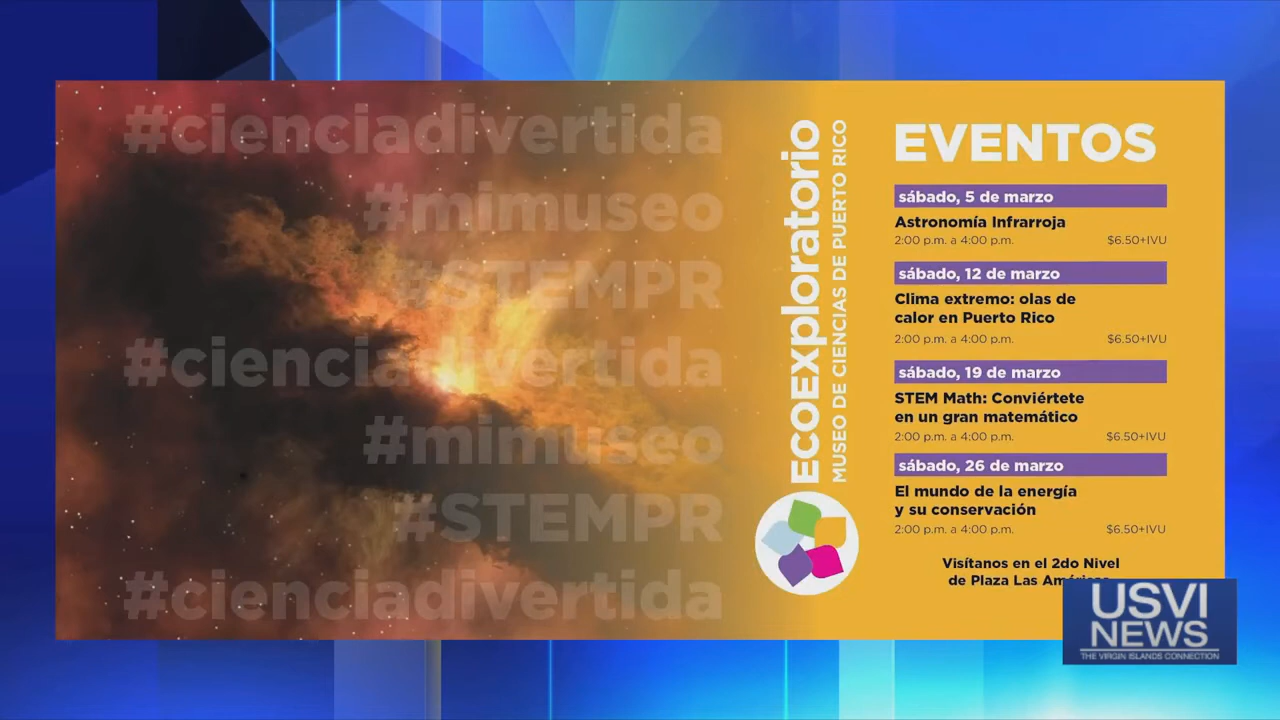 #cienciadivertida
#mimuseo
#STEMPR
#cienciadivertida
#mimuseo
#STEMPR
#cienciadivertida
ECOExploratorio
MUSEO DE CIENCIAS DE PUERTO RICO
EVENTOS
sábado, 5 de marzo
Astronomía Infrarroja
2:00 p.m. a 4:00 p.m. $6.50+IVU
sábado, 12 de marzo
Clima extremo: olas de
calor en Puerto Rico
2:00 p.m. a 4:00 p.m. $6.50+IVU
sábado, 19 de marzo
STEM Math: Conviértete
en un gran matemático
2:00 p.m. a 4:00 p.m. $6.50+IVU
sábado, 26 de marzo
El mundo de la energía
y su conservación
2:00 p.m. a 4:00 p.m. $6.50+IVU
Visítanos en el 2do Nivel
de Plaza Las Américas
USVI
NEWS
THE VIRGIN ISLANDS CONNECTION